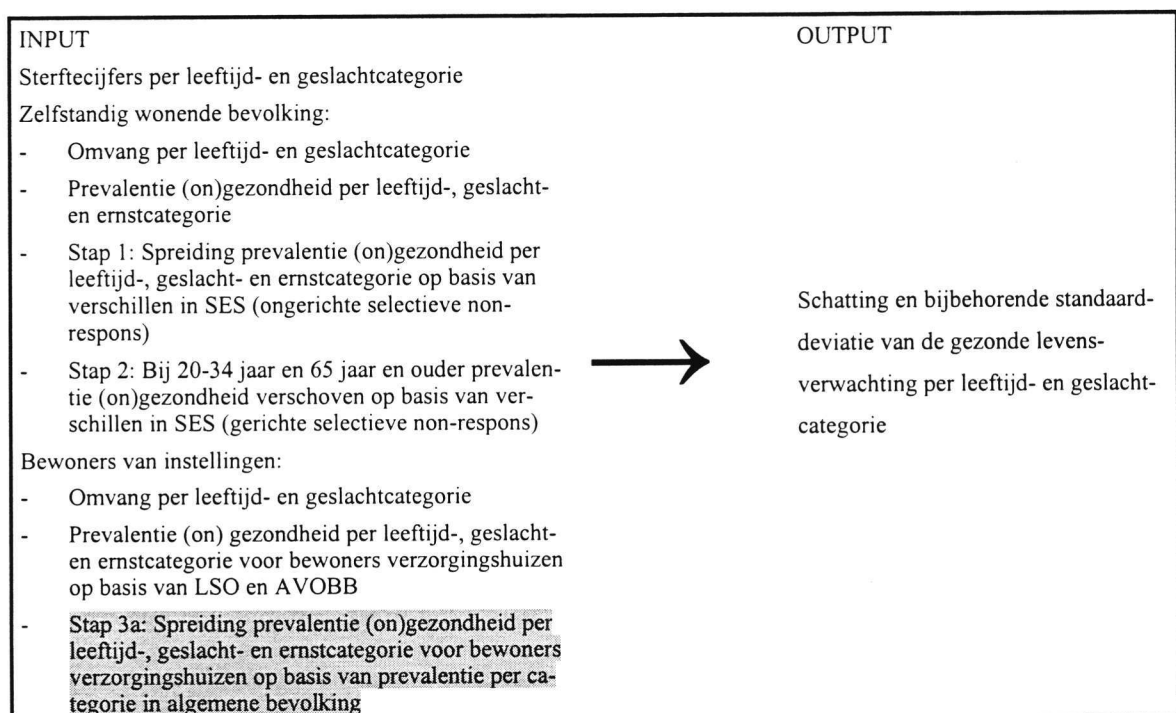 INPUT
Sterftecijfers per leeftijd- en geslachtcategorie
Zelfstandig wonende bevolking:
- Omvang per leeftijd- en geslachtcategorie
- Prevalentie (on)gezondheid per leeftijd-, geslacht-
en ernstcategorie
- Stap 1: Spreiding prevalentie (on)gezondheid per
leeftijd-, geslacht- en ernstcategorie op basis van
verschillen in SES (ongerichte selectieve non-
respons)
- Stap 2: Bij 20-34 jaar en 65 jaar en ouder prevalen-
tie (on)gezondheid verschoven op basis van ver-
schillen in SES (gerichte selectieve non-respons)
Bewoners van instellingen:
- Omvang per leeftijd- en geslachtcategorie
- Prevalentie (on) gezondheid per leeftijd-, geslacht-
en ernstcategorie voor bewoners verzorgingshuizen
op basis van LSO en AVOBB
- Stap 3a: Spreiding prevalentie (on)gezondheid per
leeftijd-, geslacht- en ernstcategorie voor bewoners
verzorgingshuizen op basis van prevalentie per ca-
tegorie in algemene bevolking
OUTPUT
Schatting en bijbehorende standaard-
deviatie van de gezonde levens-
verwachting per leeftijd- en geslacht-
categorie